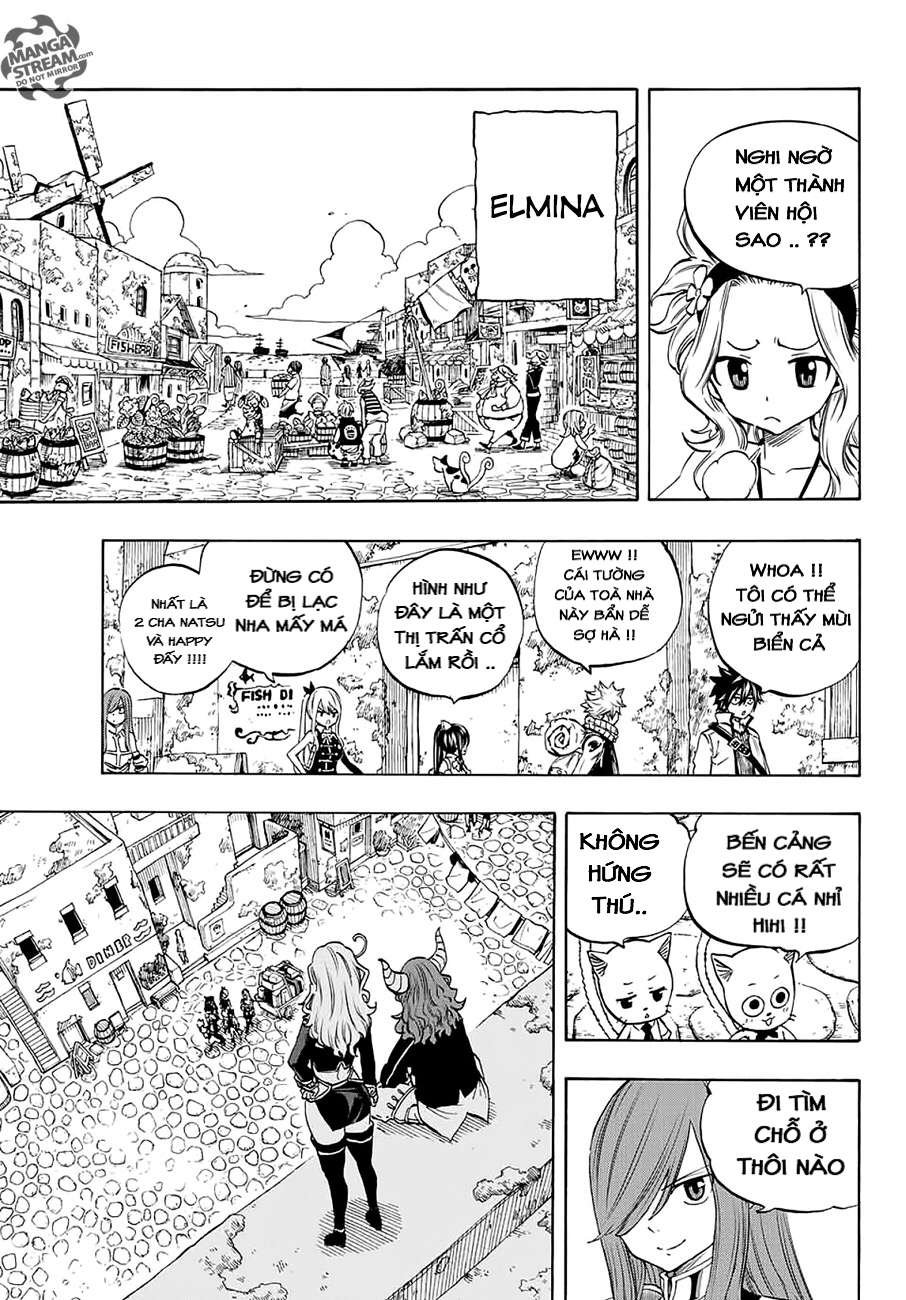 MANGA
STREAM.com
DO NOT MIRROR
NGHI NGỜ
MỘT THÀNH
VIÊN HỘI
SAO .. ??
ELMINA
FISHERS
WHOA !!
TÔI CÓ THỂ
NGỬI THẤY MÙI
BIỂN CẢ
EWWW !!
CÁI TƯỜNG
CỦA TOÀ NHÀ
NÀY BẨN DỄ
SỢ HÀ !!
HÌNH NHƯ
ĐÂY LÀ MỘT
THỊ TRẤN CỔ
LẮM RỒI ..
ĐỪNG CÓ
ĐỂ BỊ LẠC
NHA MẤY MÁ
NHẤT LÀ
2 CHA NATSU
VÀ HAPPY
ĐẤY !!!!
FISH DI
BẾN CẢNG
SẼ CÓ RẤT
NHIỀU CÁ NHỈ
HIHI !!
KHÔNG
HỨNG
THÚ..
DINER
ĐI TÌM
CHỖ Ở
THÔI NÀO